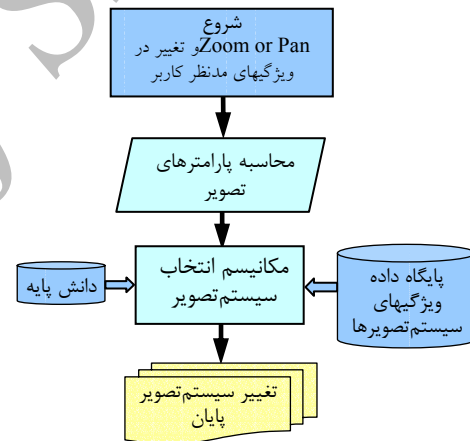 شروع
Zoom or Pan و تغییر در
ویژگیهای مدنظر کاربر
محاسبه پارامترهای
تصویر
مکانیسم انتخاب
سیستم‌تصویر
دانش پایه
پایگاه داده
ویژگیهای
سیستم‌تصویرها
تغییر سیستم‌تصویر
پایان